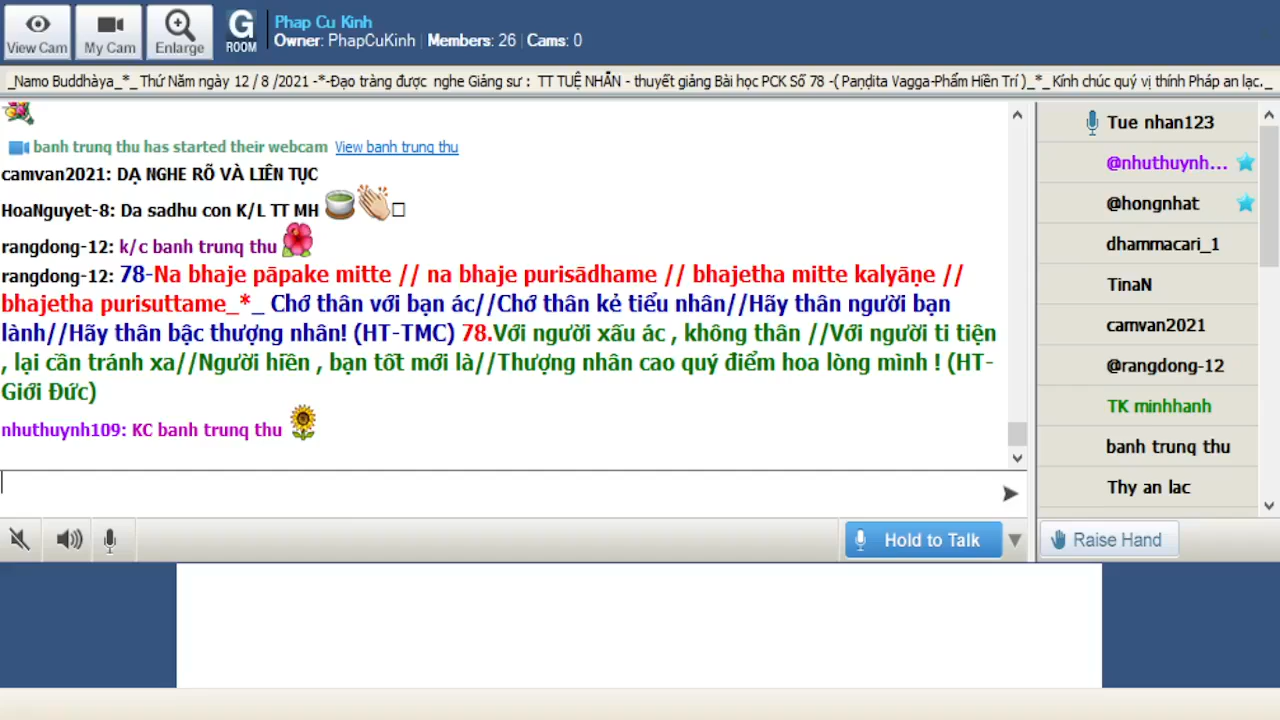 View Cam
My Cam
Enlarge
G
ROOM
Phap Cu Kinh
Owner: PhapCuKinh Members: 26 Cams: 0
_Namo Buddhàya_*_ Thứ Năm ngày 12 / 8 /2021 -*-Đạo tràng được nghe Giảng sư : TT TUỆ NHẪN - thuyết giảng Bài học PCK Số 78 -( Paṇḍita Vagga-Phẩm Hiền Trí )_*_ Kính chúc quý vị thính Pháp an lạc._
banh trunq thu has started their webcam View banh trunq thu
camvan2021: DẠ NGHE RÕ VÀ LIÊN TỤC
HoaNguyet-8: Da sadhu con K/L TT MH
rangdong-12: k/c banh trunq thu
rangdong-12: 78-Na bhaje pāpake mitte // na bhaje purisādhame // bhajetha mitte kalyāṇe //
bhajetha purisuttame_*_ Chớ thân với bạn ác//Chớ thân kẻ tiểu nhân//Hãy thân người bạn
lành//Hãy thân bậc thượng nhân! (HT-TMC) 78.Với người xấu ác , không thân //Với người ti tiện
, lại cần tránh xa//Người hiền , bạn tốt mới là//Thượng nhân cao quý điểm hoa lòng mình ! (HT-
Giới Đức)
nhuthuynh109: KC banh trunq thu
Tue nhan123
@nhuthuynh...
@hongnhat
dhammacari_1
TinaN
camvan2021
@rangdong-12
TK minhhanh
banh trunq thu
Thy an lac
Hold to Talk
Raise Hand